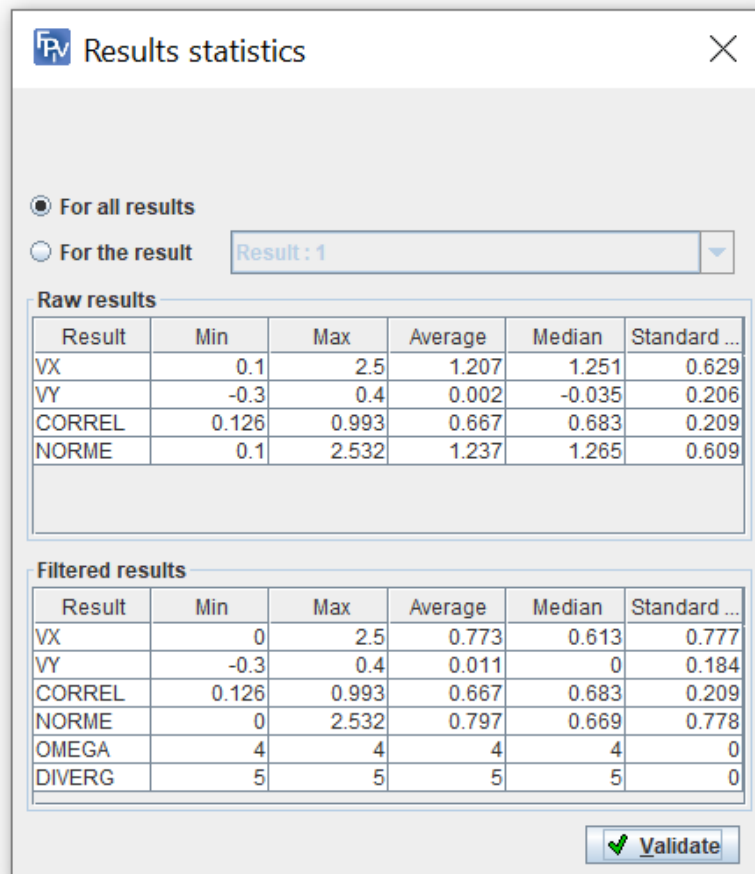 FPIV Results statistics
For all results
For the result Result : 1
Raw results
Result Min Max Average Median Standard ...
VX 0.1 2.5 1.207 1.251 0.629
VY -0.3 0.4 0.002 -0.035 0.206
CORREL 0.126 0.993 0.667 0.683 0.209
NORME 0.1 2.532 1.237 1.265 0.609
Filtered results
Result Min Max Average Median Standard ...
VX 0 2.5 0.773 0.613 0.777
VY -0.3 0.4 0.011 0 0.184
CORREL 0.126 0.993 0.667 0.683 0.209
NORME 0 2.532 0.797 0.669 0.778
OMEGA 4 4 4 4 0
DIVERG 5 5 5 5 0
Validate